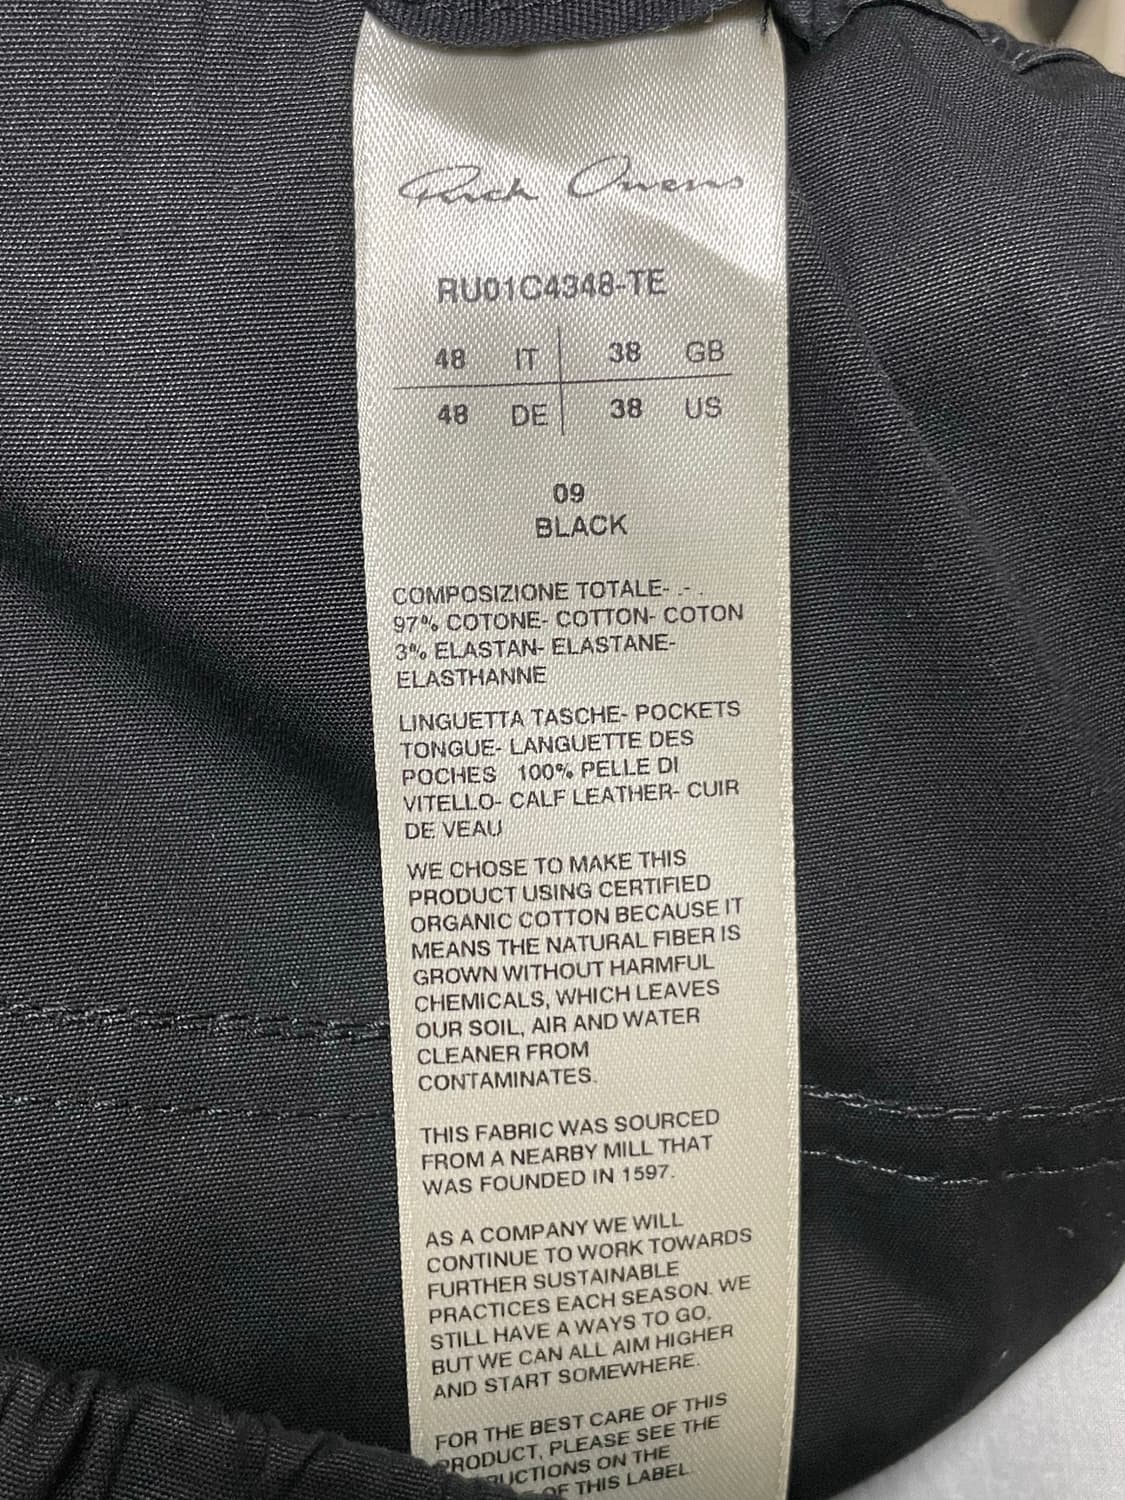 Rick Owens
RU01C4348-TE
48 IT 38 GB
48 DE 38 US
09
BLACK
COMPOSIZIONE TOTALE- .- .
97% COTONE- COTTON- COTON
3% ELASTAN- ELASTANE-
ELASTHANNE
LINGUETTA TASCHE- POCKETS
TONGUE- LANGUETTE DES
POCHES 100% PELLE DI
VITELLO- CALF LEATHER- CUIR
DE VEAU
WE CHOSE TO MAKE THIS
PRODUCT USING CERTIFIED
ORGANIC COTTON BECAUSE IT
MEANS THE NATURAL FIBER IS
GROWN WITHOUT HARMFUL
CHEMICALS, WHICH LEAVES
OUR SOIL, AIR AND WATER
CLEANER FROM
CONTAMINATES.
THIS FABRIC WAS SOURCED
FROM A NEARBY MILL THAT
WAS FOUNDED IN 1597.
AS A COMPANY WE WILL
CONTINUE TO WORK TOWARDS
FURTHER SUSTAINABLE
PRACTICES EACH SEASON. WE
STILL HAVE A WAYS TO GO,
BUT WE CAN ALL AIM HIGHER
AND START SOMEWHERE.
FOR THE BEST CARE OF THIS
PRODUCT, PLEASE SEE THE
ON THE
OF THIS LABEL